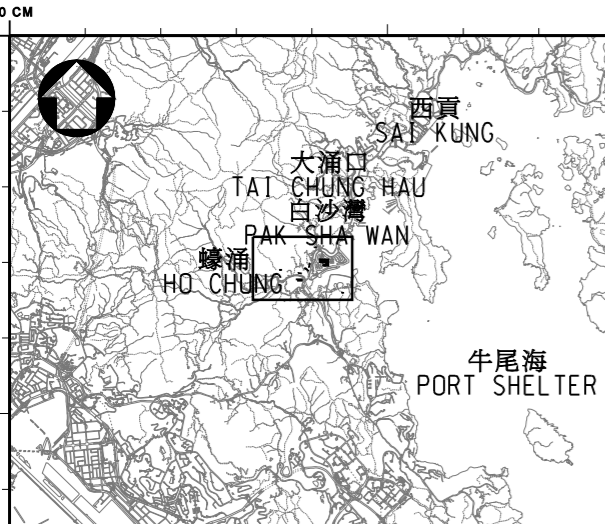 0 CM
西貢
SAI KUNG
大涌口
TAI CHUNG HAU
白沙灣
PAK SHA WAN
蠔涌
HO CHUNG
牛尾海
PORT SHELTER